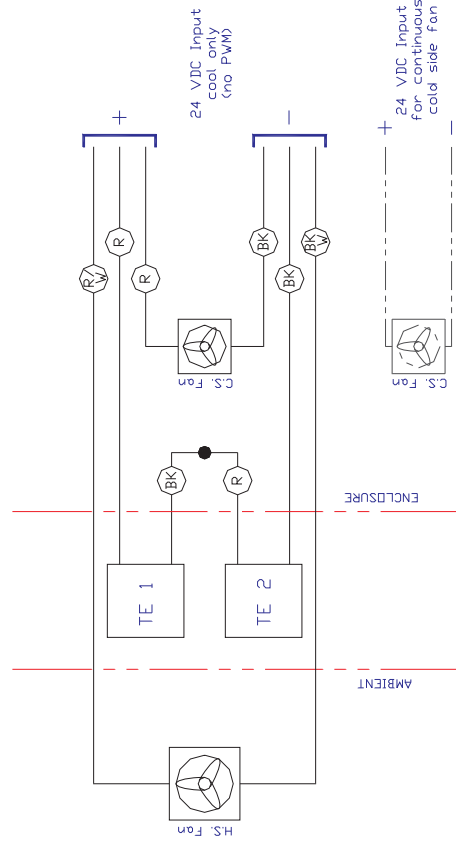 24 VDC Input
cool only
(no PWM)
+
-
R/W
R
R
BK
BK
BK/W
C.S. Fan
24 VDC Input
for continuous
cold side fan
+
-
C.S. Fan
BK
R
ENCLOSURE
TE 1
TE 2
AMBIENT
H.S. Fan